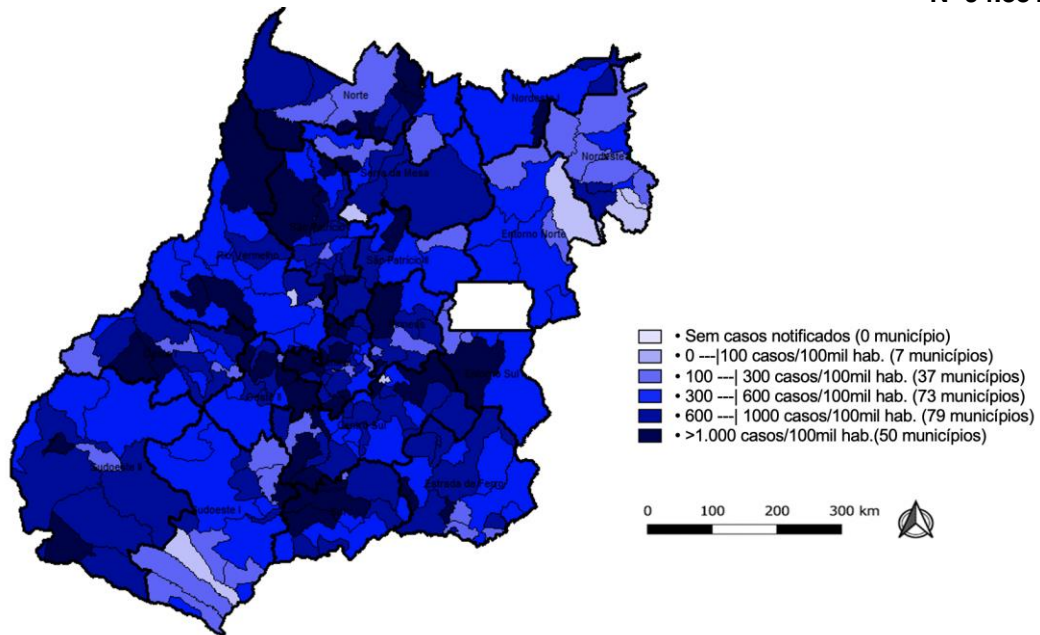 Norte
Nordeste I
Nordeste
Serra da Mesa
Entorno Norte
Rio Vermelho
São Patrício II
Sul
Sudoeste II
Estrada de Ferro
Sudoeste I
• Sem casos notificados (0 município)
• 0 ---|100 casos/100mil hab. (7 municípios)
• 100 ---| 300 casos/100mil hab. (37 municípios)
• 300 ---| 600 casos/100mil hab. (73 municípios)
• 600 ---| 1000 casos/100mil hab. (79 municípios)
• >1.000 casos/100mil hab.(50 municípios)
0 100 200 300 km